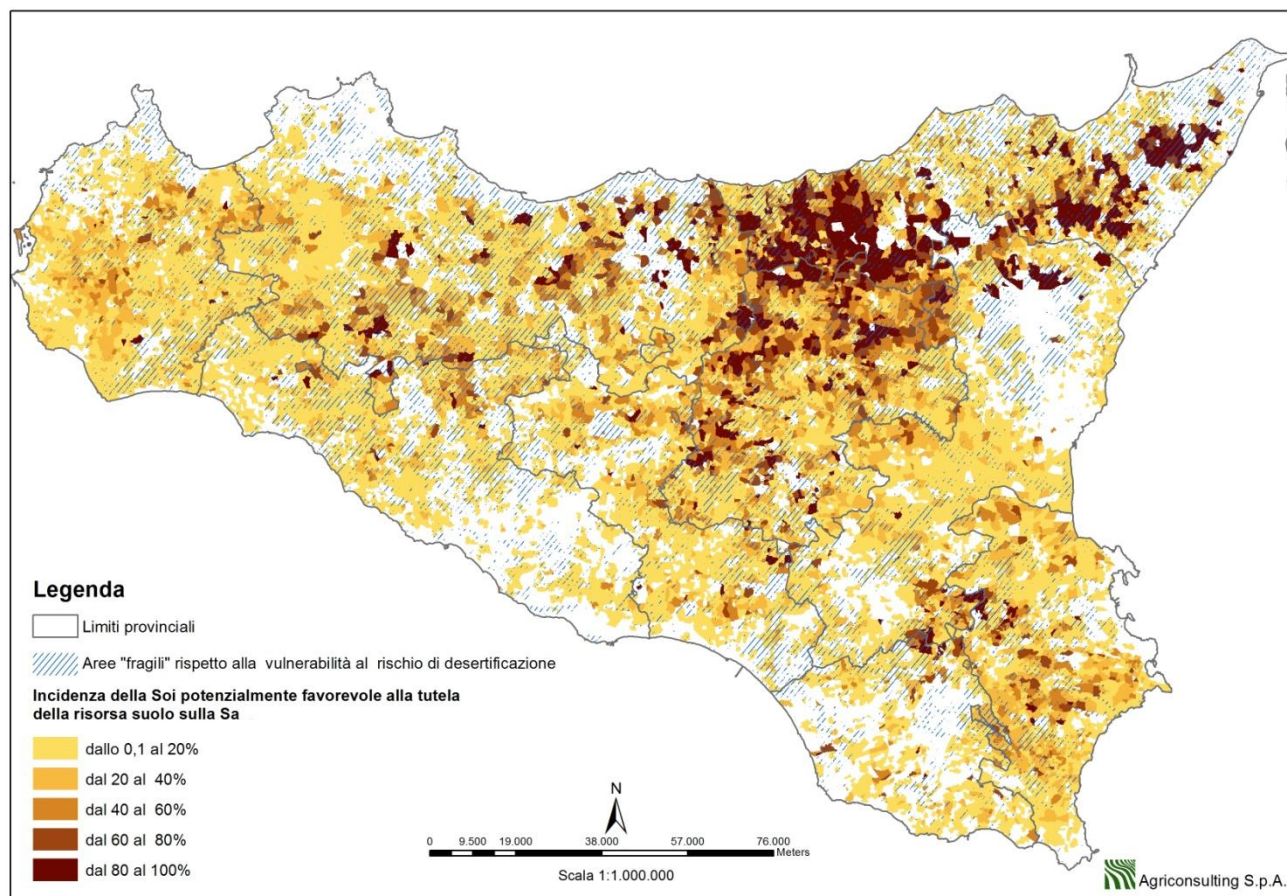 Legenda
Limiti provinciali
Aree "fragili" rispetto alla vulnerabilità al rischio di desertificazione
Incidenza della Soi potenzialmente favorevole alla tutela
della risorsa suolo sulla Sa
dallo 0,1 al 20%
dal 20 al 40%
dal 40 al 60%
dal 60 al 80%
dal 80 al 100%
N
0 9.500 19.000 38.000 57.000 76.000
Meters
Scala 1:1.000.000
Agriconsulting S.p.A.